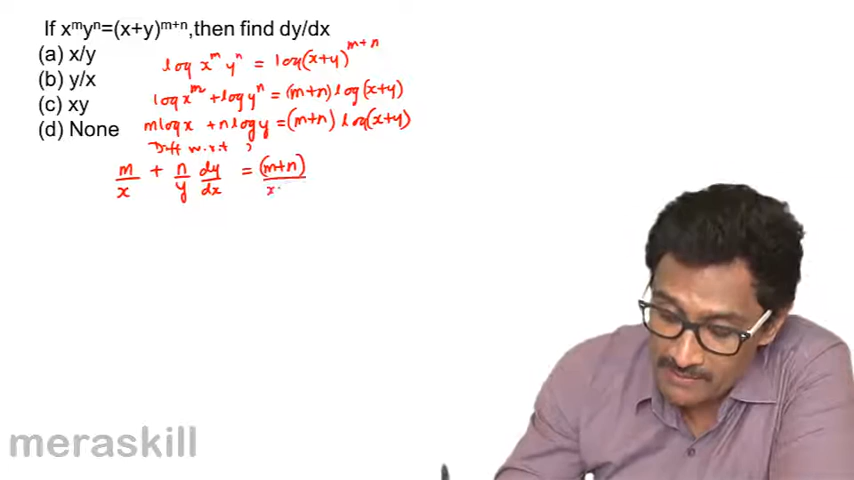 If xᵐyⁿ=(x+y)ᵐ⁺ⁿ,then find dy/dx
(a) x/y
(b) y/x
(c) xy
(d) None
log xᵐ yⁿ = log(x+y)ᵐ⁺ⁿ
log xᵐ + log yⁿ = (m+n) log(x+y)
m log x + n log y = (m+n) log(x+y)
Diff w.r.t
m/x + n/y dy/dx = (m+n)/x
meraskill